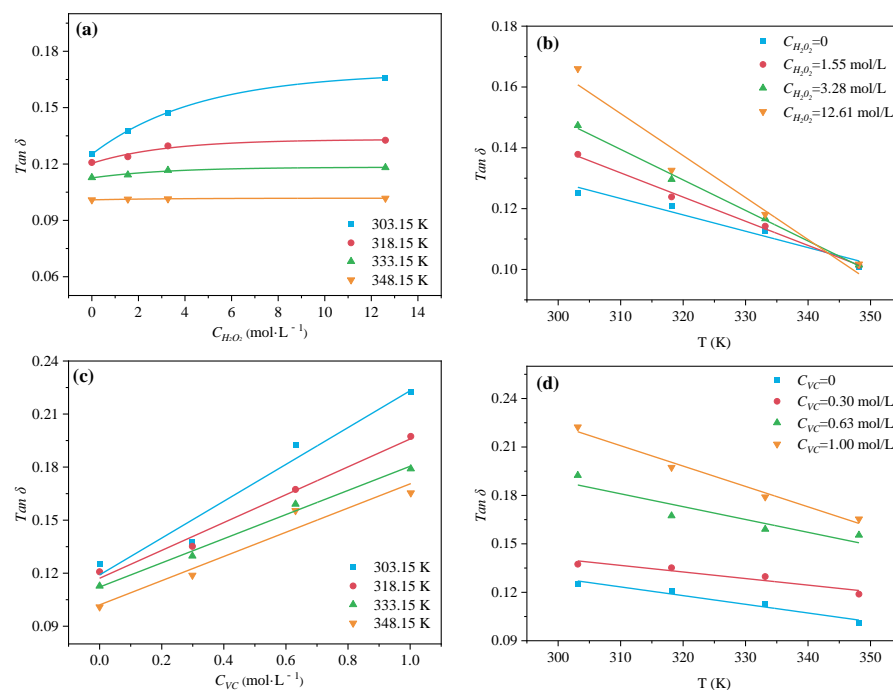 (a)
Tan δ
0.20
0.18
0.15
0.12
0.09
0.06
303.15 K
318.15 K
333.15 K
348.15 K
0 2 4 6 8 10 12 14
C_{H₂O₂} (mol·L⁻¹)
(b)
Tan δ
0.16
0.14
0.12
0.10
C_{H₂O₂}=0
C_{H₂O₂}=1.55 mol/L
C_{H₂O₂}=3.28 mol/L
C_{H₂O₂}=12.61 mol/L
300 310 320 330 340 350
T (K)
(c)
Tan δ
0.24
0.21
0.18
0.15
0.12
0.09
303.15 K
318.15 K
333.15 K
348.15 K
0.0 0.2 0.4 0.6 0.8 1.0
C_{VC} (mol·L⁻¹)
(d)
Tan δ
0.24
0.21
0.18
0.15
0.12
0.09
C_{VC}=0
C_{VC}=0.30 mol/L
C_{VC}=0.63 mol/L
C_{VC}=1.00 mol/L
300 310 320 330 340 350
T (K)